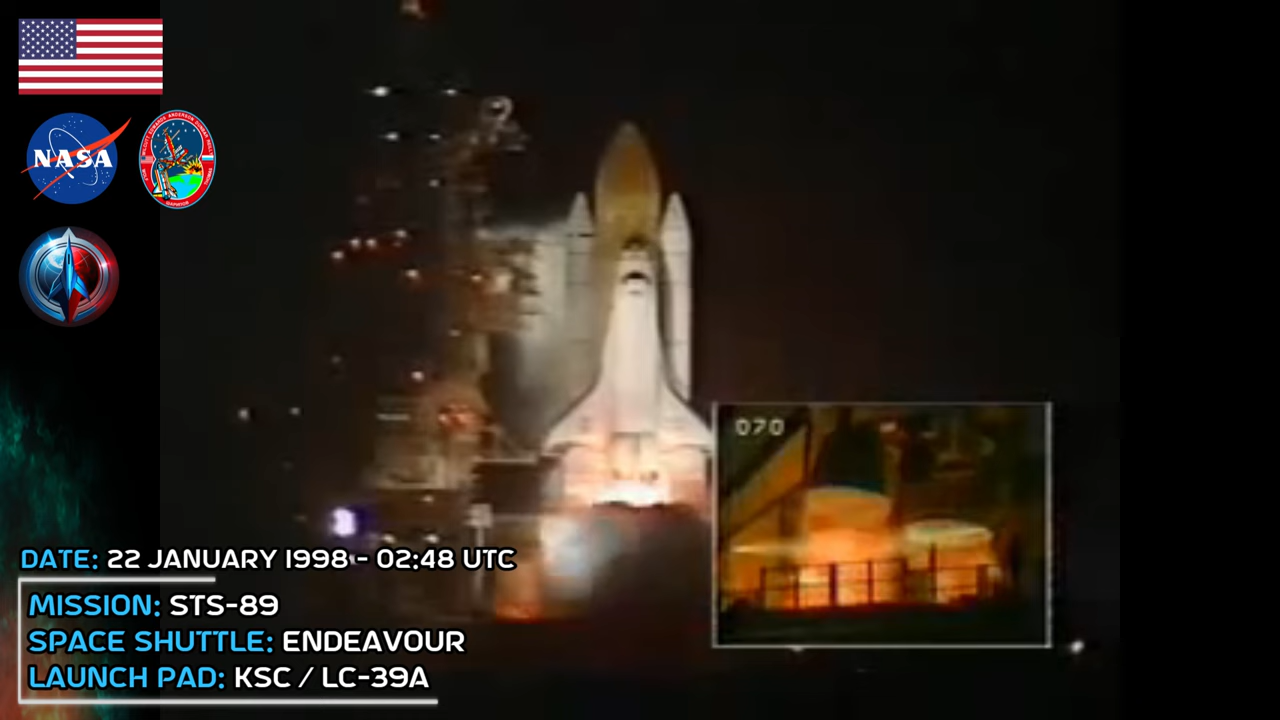 NASA
070
DATE: 22 JANUARY 1998 - 02:48 UTC
MISSION: STS-89
SPACE SHUTTLE: ENDEAVOUR
LAUNCH PAD: KSC / LC-39A